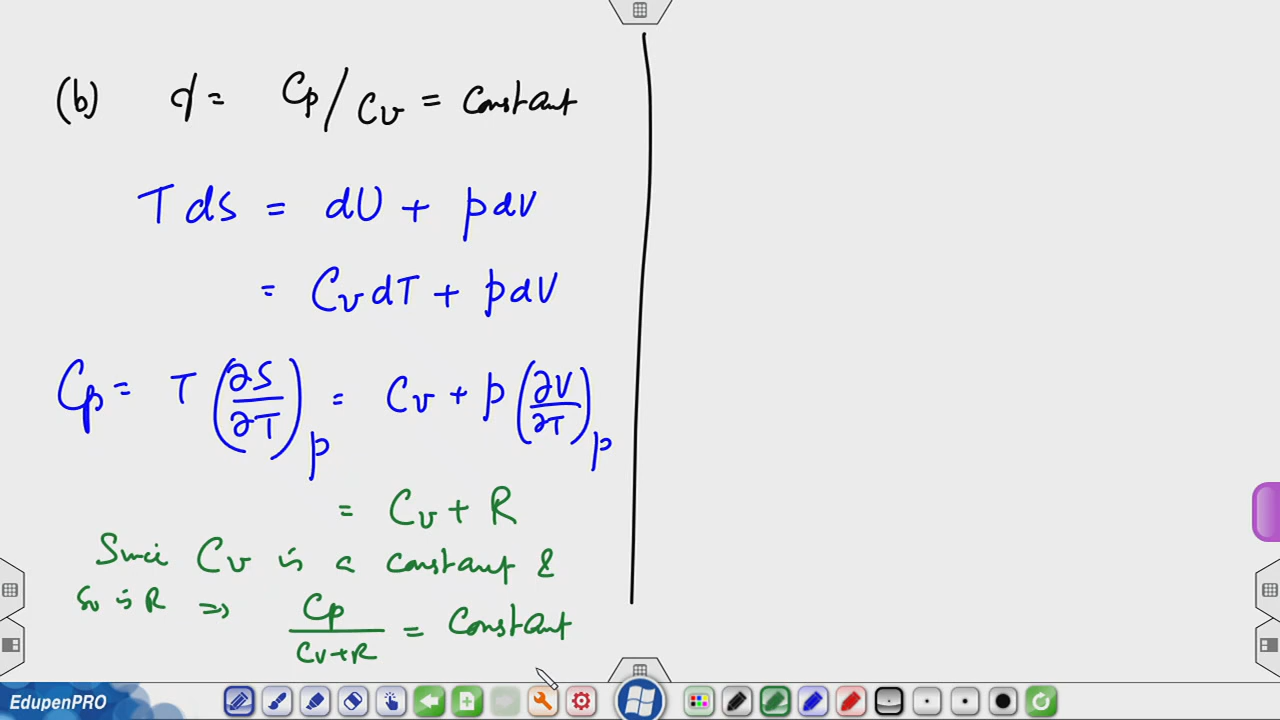 (b) γ = Cp/Cv = constant
T dS = dU + pdV
= Cv dT + pdV
Cp = T (∂S/∂T)p = Cv + p (∂V/∂T)p
= Cv + R
Since Cv is a constant &
so is R ⇒ Cp/(Cv+R) = constant
EdupenPRO